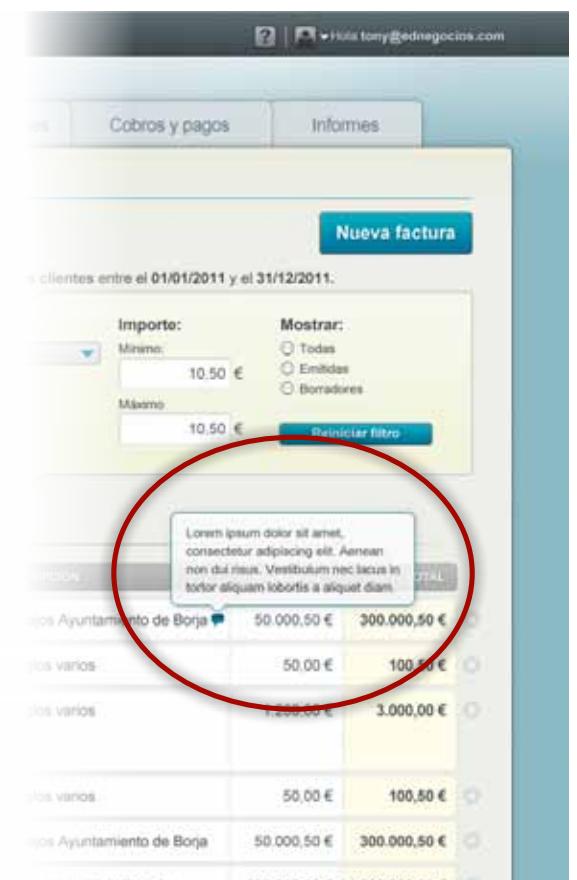 ? Hola tony@ednegocios.com
Cobros y pagos Informes
Nueva factura
clientes entre el 01/01/2011 y el 31/12/2011.
Importe: Mostrar:
Mínimo: Todas
10,50 € Emitidas
Borradores
Máximo
10,50 € Reiniciar filtro
Lorem ipsum dolor sit amet,
consectetur adipiscing elit. Aenean
non dui risus. Vestibulum nec lacus in
tortor aliquam lobortis a aliquet diam.
Ayuntamiento de Borja 50.000,50 € 300.000,50 €
varios 50,00 € 100,50 €
varios 1.200,00 € 3.000,00 €
varios 50,00 € 100,50 €
Ayuntamiento de Borja 50.000,50 € 300.000,50 €